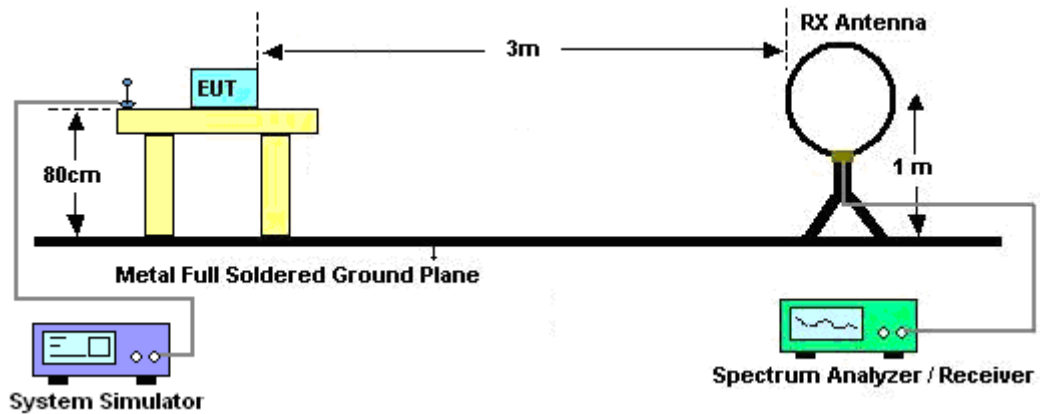 RX Antenna
3m
EUT
80cm
1 m
Metal Full Soldered Ground Plane
System Simulator
Spectrum Analyzer / Receiver